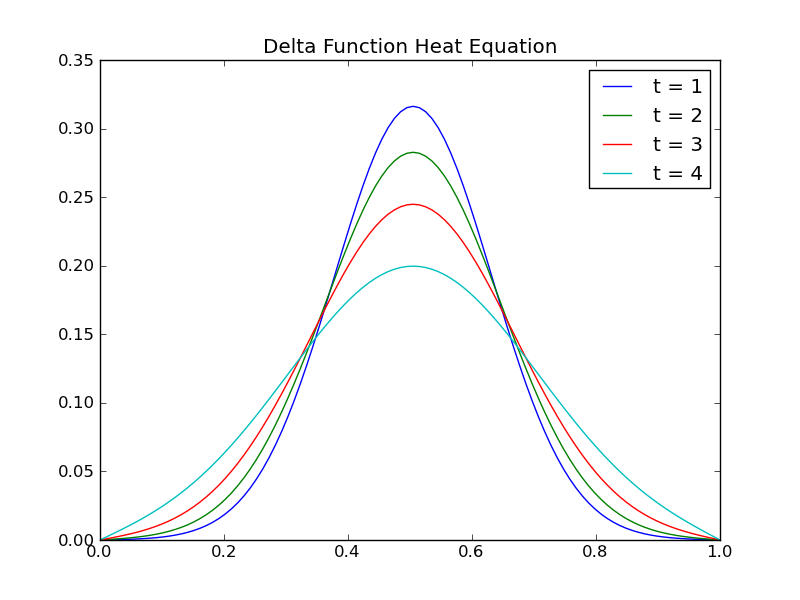 Delta Function Heat Equation
0.35
0.30
0.25
0.20
0.15
0.10
0.05
0.00
0.0
0.2
0.4
0.6
0.8
1.0
t = 1
t = 2
t = 3
t = 4